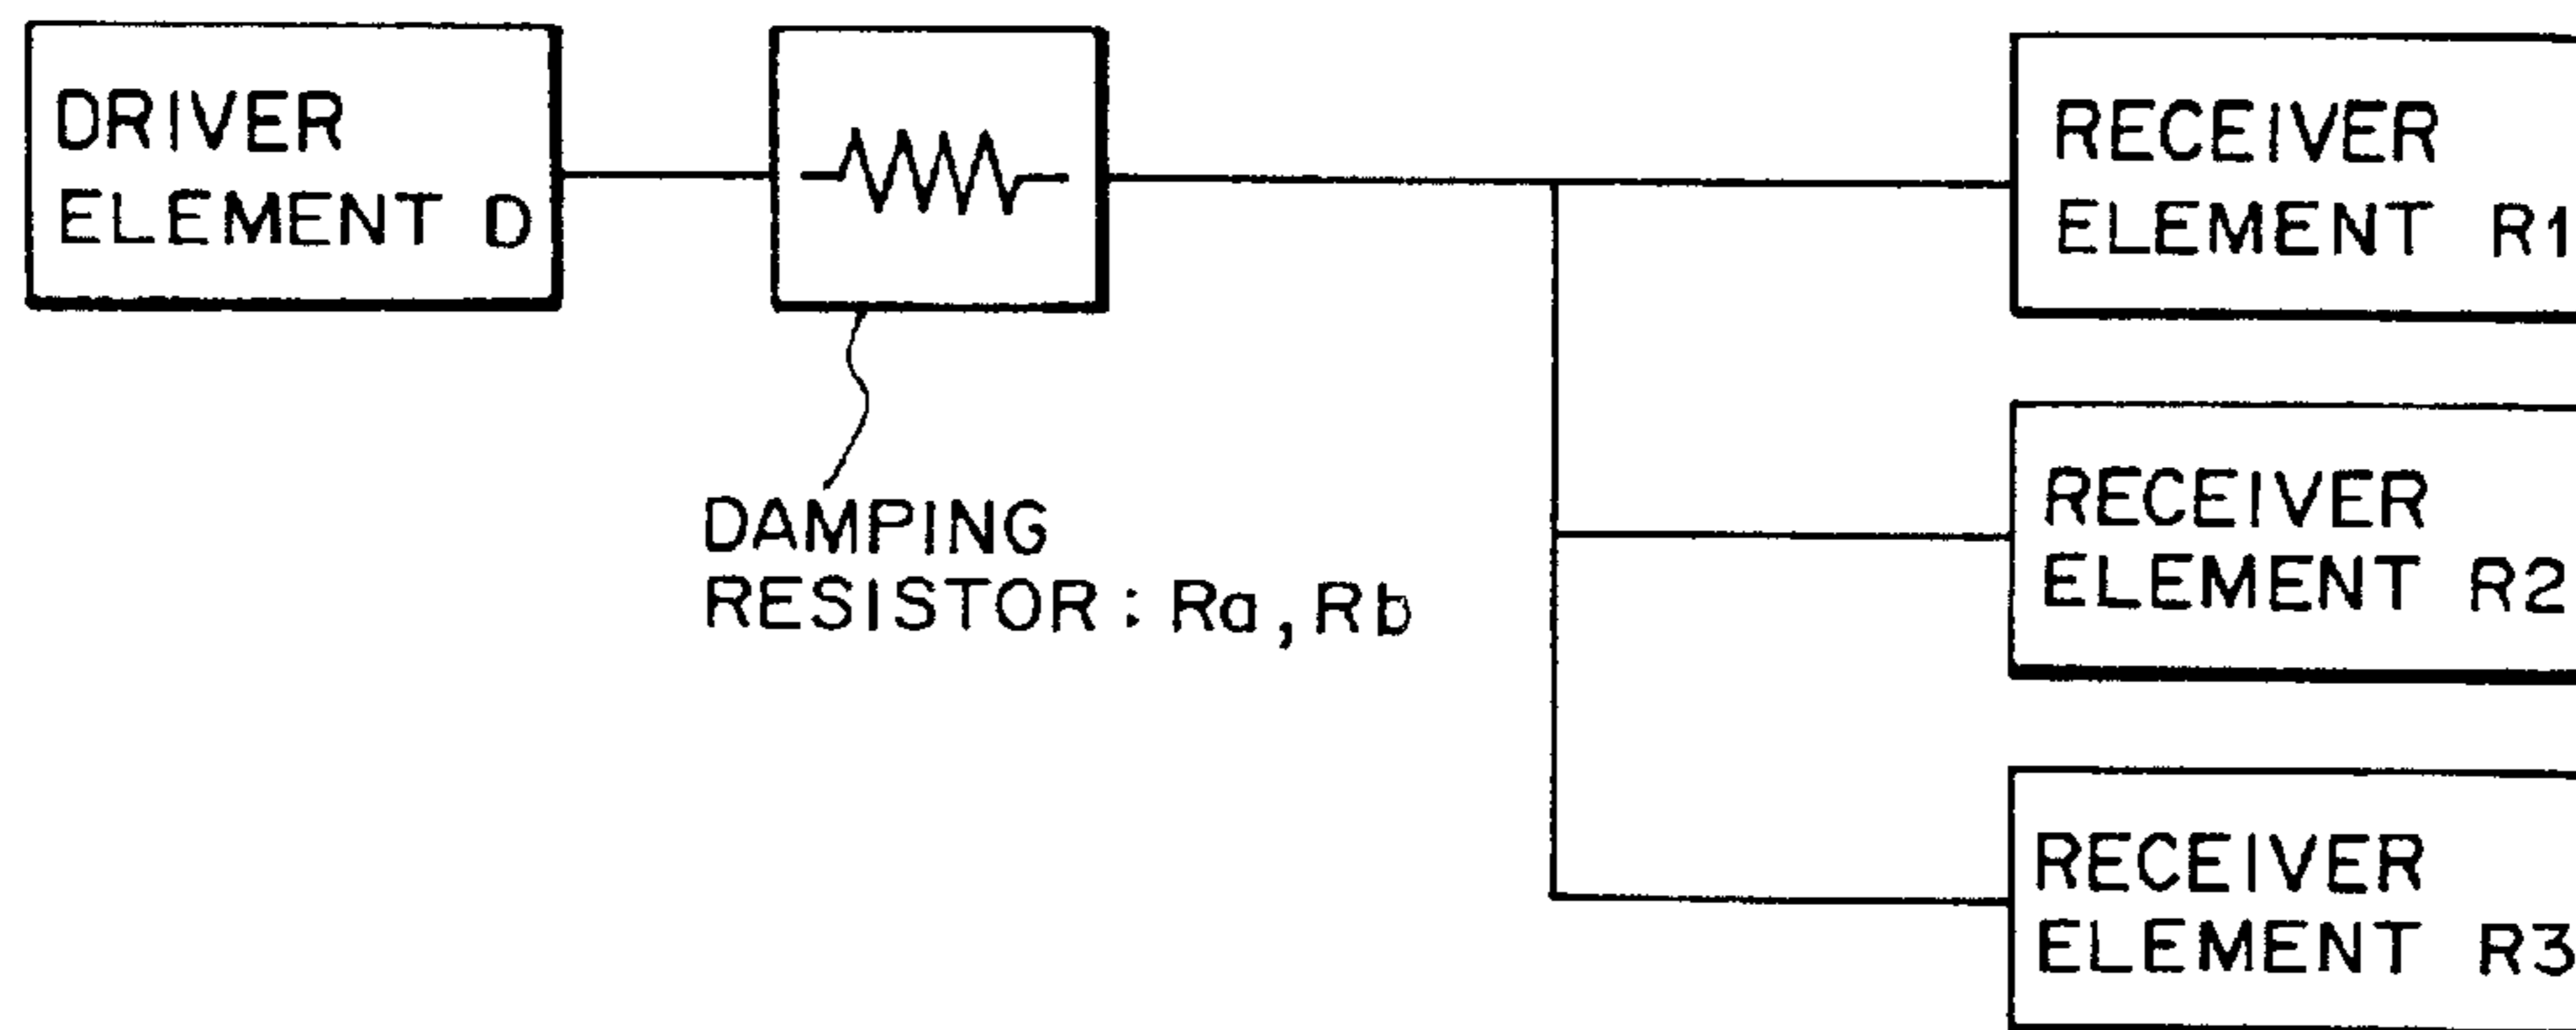 DRIVER
ELEMENT D
RECEIVER
ELEMENT R1
DAMPING
RESISTOR : Ra, Rb
RECEIVER
ELEMENT R2
RECEIVER
ELEMENT R3